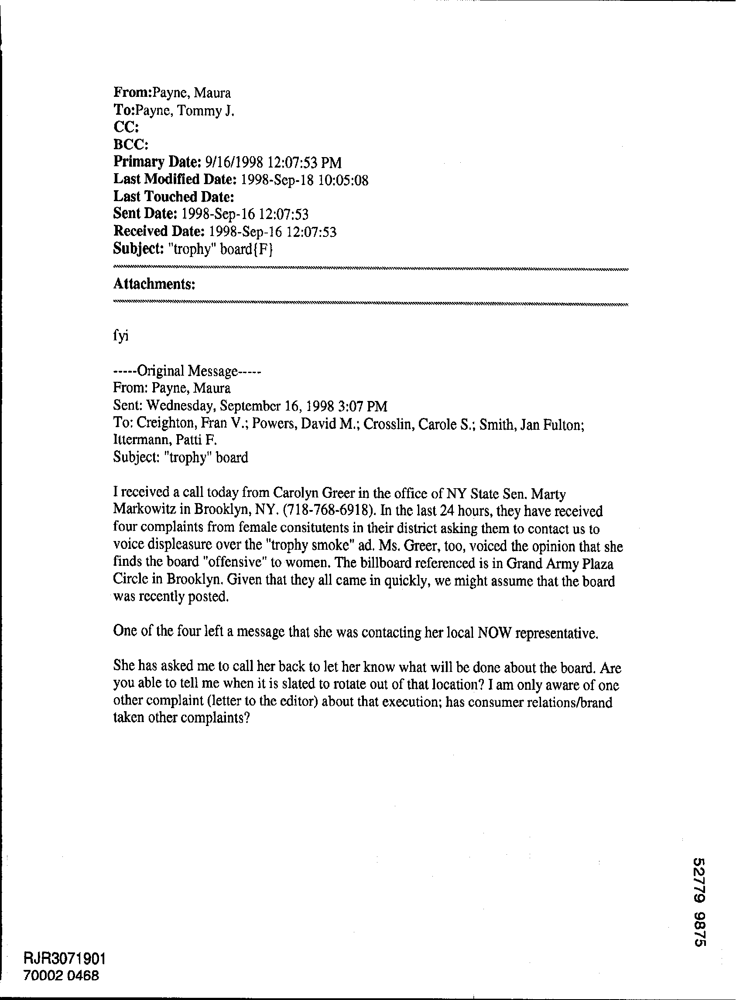 From:Payne, Maura
To:Payne, Tommy J.
CC:
BCC:
Primary Date: 9/16/1998 12:07:53 PM
Last Modified Date: 1998-Sep-18 10:05:08
Last Touched Date:
Sent Date: 1998-Sep-16 12:07:53
Received Date: 1998-Sep-16 12:07:53
Subject: "trophy" board{F}
Attachments:
fyi
-----Original Message-----
From: Payne, Maura
Sent: Wednesday, September 16, 1998 3:07 PM
To: Creighton, Fran V.; Powers, David M.; Crosslin, Carole S.; Smith, Jan Fulton;
Ittermann, Patti F.
Subject: "trophy" board
I received a call today from Carolyn Greer in the office of NY State Sen. Marty
Markowitz in Brooklyn, NY. (718-768-6918). In the last 24 hours, they have received
four complaints from female consitutents in their district asking them to contact us to
voice displeasure over the "trophy smoke" ad. Ms. Greer, too, voiced the opinion that she
finds the board "offensive" to women. The billboard referenced is in Grand Army Plaza
Circle in Brooklyn. Given that they all came in quickly, we might assume that the board
was recently posted.
One of the four left a message that she was contacting her local NOW representative.
She has asked me to call her back to let her know what will be done about the board. Are
you able to tell me when it is slated to rotate out of that location? I am only aware of one
other complaint (letter to the editor) about that execution; has consumer relations/brand
taken other complaints?
52779 9875
RJR3071901
70002 0468